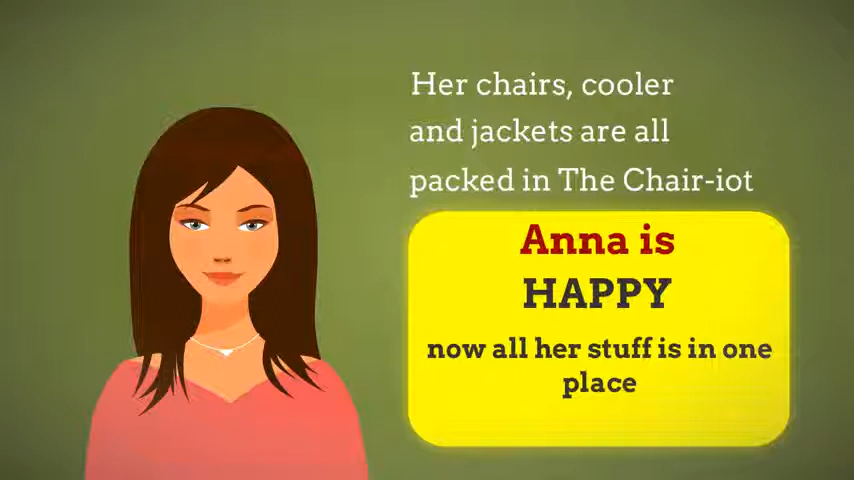 Her chairs, cooler
and jackets are all
packed in The Chair-iot
Anna is
HAPPY
now all her stuff is in one
place